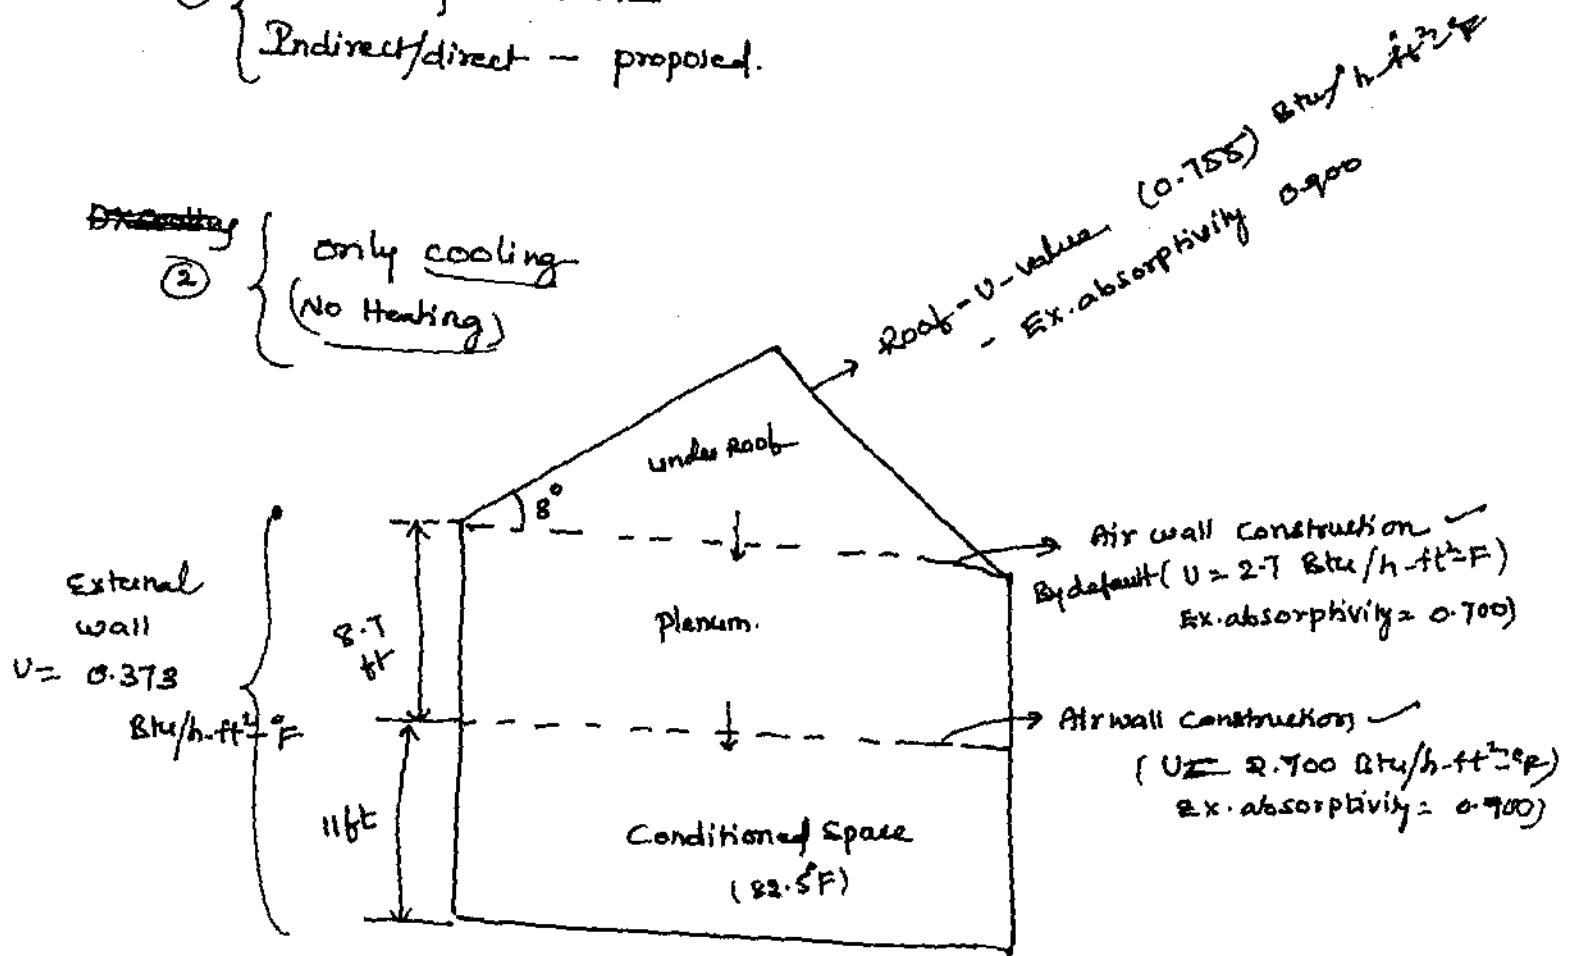 Indirect/direct - proposed.
②
only cooling
(No Heating)
Roof - U-value (0.755) Btu/h-ft²-°F
- Ex. absorptivity 0.900
under Roof
8°
Air wall Construction
By default (U = 2.7 Btu/h-ft²-F)
Ex. absorptivity = 0.700)
External
wall
U = 0.373
Btu/h-ft²-°F
8.7
ft
Plenum.
Air wall Construction
(U = 2.700 Btu/h-ft²-°F)
Ex. absorptivity =
11ft
Conditioned Space
(82.5°F)